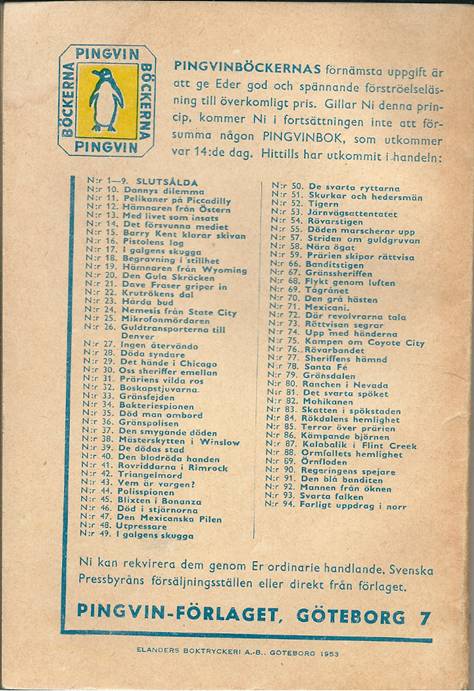 PINGVIN
BÖCKERNA
BÖCKERNA
PINGVIN
PINGVINBÖCKERNAS förnämsta uppgift är
att ge Eder god och spännande förströelseläs-
ning till överkomligt pris. Gillar Ni denna prin-
cip, kommer Ni i fortsättningen inte att för-
summa någon PINGVINBOK, som utkommer
var 14:de dag. Hittills har utkommit i handeln:
N:r 1—9. SLUTSÅLDA
N:r 10. Dannys dilemma
N:r 11. Pelikaner på Piccadilly
N:r 12. Hämnaren från Östern
N:r 13. Med livet som insats
N:r 14. Det försvunna mediet
N:r 15. Barry Kent klarar skivan
N:r 16. Pistolens lag
N:r 17. I galgens skugga
N:r 18. Begravning i stillhet
N:r 19. Hämnaren från Wyoming
N:r 20. Den Gula Skräcken
N:r 21. Dave Fraser griper in
N:r 22. Krutrökens dal
N:r 23. Hårda bud
N:r 24. Nemesis från State City
N:r 25. Mikrofonmördaren
N:r 26. Guldtransporterna till
Denver
N:r 27. Ingen återvändo
N:r 28. Döda syndare
N:r 29. Det hände i Chicago
N:r 30. Oss sheriffer emellan
N:r 31. Präriens vilda ros
N:r 32. Boskapstjuvarna.
N:r 33. Gränsfejden
N:r 34. Bakteriespionen
N:r 35. Död man ombord
N:r 36. Gränspolisen
N:r 37. Den smygande döden
N:r 38. Mästerskytten i Winslow
N:r 39. De dödas stad
N:r 40. Den blodröda handen
N:r 41. Rovriddarna i Rimrock
N:r 42. Triangelmord
N:r 43. Vem är vargen?
N:r 44. Polisspionen
N:r 45. Blixten i Bonanza
N:r 46. Död i stjärnorna
N:r 47. Den Mexicanska Pilen
N:r 48. Utpressare
N:r 49. I galgens skugga
N:r 50. De svarta ryttarna
N:r 51. Skurkar och hedersmän
N:r 52. Tigern
N:r 53. Järnvägsattentatet
N:r 54. Rövarstigen
N:r 55. Döden marscherar upp
N:r 57. Striden om guldgruvan
N:r 58. Nära ögat
N:r 59. Prärien skipar rättvisa
N:r 66. Banditstigen
N:r 67. Gränssheriffen
N:r 68. Flykt genom luften
N:r 69. Tågrånet
N:r 70. Den grå hästen
N:r 71. Mexicani.
N:r 72. Där revolvrarna tala
N:r 73. Rättvisan segrar
N:r 74. Upp med händerna
N:r 75. Kampen om Coyote City
N:r 76. Rövarbandet
N:r 77. Sheriffens hämnd
N:r 78. Santa Fé
N:r 79. Gränsdalen
N:r 80. Ranchen i Nevada
N:r 81. Det svarta spöket
N:r 82. Mohikanen
N:r 83. Skatten i spökstaden
N:r 84. Rökdalens hemlighet
N:r 85. Terror över prärien
N:r 86. Kämpande björnen
N:r 87. Kalabalik i Flint Creek
N:r 88. Ormfallets hemlighet
N:r 89. Örnfloden
N:r 90. Regeringens spejare
N:r 91. Den blå banditen
N:r 92. Mannen från öknen
N:r 93. Svarta falken
N:r 94. Farligt uppdrag i norr
Ni kan rekvirera dem genom Er ordinarie handlande, Svenska
Pressbyråns försäljningsställen eller direkt från förlaget.
PINGVIN-FÖRLAGET, GÖTEBORG 7
ELANDERS BOKTRYCKERI A.-B., GÖTEBORG 1953